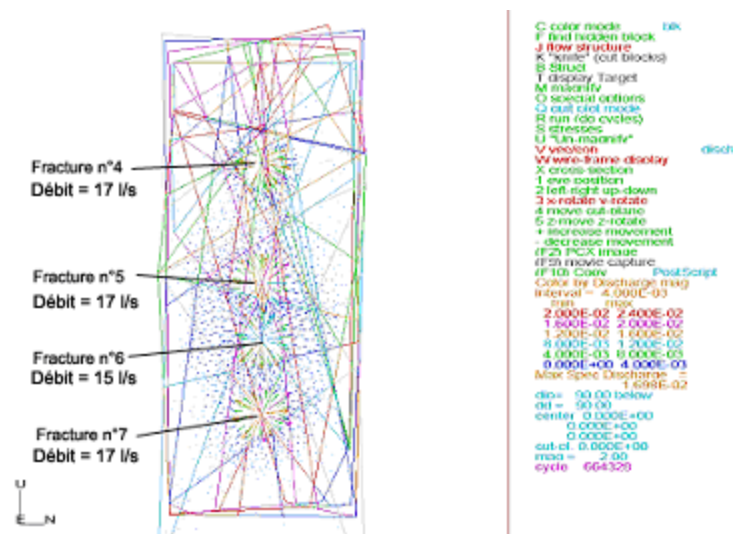 Fracture n°4
Débit = 17 l/s
Fracture n°5
Débit = 17 l/s
Fracture n°6
Débit = 15 l/s
Fracture n°7
Débit = 17 l/s
U
E N
C color mode blk
F find hidden block
J flow structure
K "knife" (cut blocks)
B Struct
T display Target
M magnify
O special options
Q quit plot mode
R run (do cycles)
S stresses
U "Un-magnify"
V vec/con disch
W wire-frame display
X cross-section
1 eye position
2 left-right up-down
3 x-rotate y-rotate
4 move cut-plane
5 z-move z-rotate
+ increase movement
- decrease movement
(F2) PCX image
(F9) movie capture
(F10) Conv PostScript
Color by Discharge mag
Interval = 4.000E-03
min max
2.000E-02 2.400E-02
1.600E-02 2.000E-02
1.200E-02 1.600E-02
8.000E-03 1.200E-02
4.000E-03 8.000E-03
0.000E+00 4.000E-03
Max Spec Discharge =
1.698E-02
dip= 90.00 below
dd = 90.00
center 0.000E+00
0.000E+00
0.000E+00
cut-pl. 0.000E+00
mag = 2.00
cycle 664328